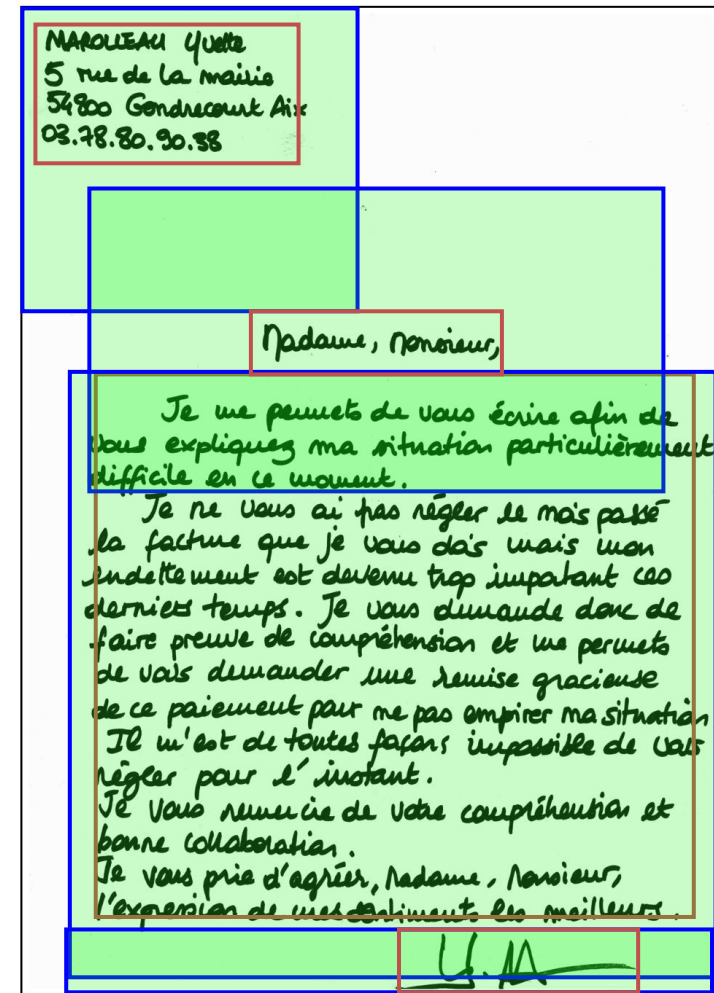 MAROLLEAU Yvette
5 rue de la mairie
54800 Gondrecourt Aix
03.78.80.90.38
Madame, Monsieur,
Je me permets de vous écrire afin de
vous expliquez ma situation particulièrement
difficile en ce moment.
Je ne vous ai pas régler le mois passé
la facture que je vous dois mais mon
endettement est devenu trop important ces
derniers temps. Je vous demande donc de
faire preuve de compréhension et me permets
de vous demander une remise gracieuse
de ce paiement pour ne pas empirer ma situation
Il m'est de toutes façons impossible de vous
régler pour l'instant.
Je vous remercie de votre compréhension et
bonne collaboration.
Je vous prie d'agréer, Madame, Monsieur,
l'expression de mes sentiments les meilleurs.
Y.M